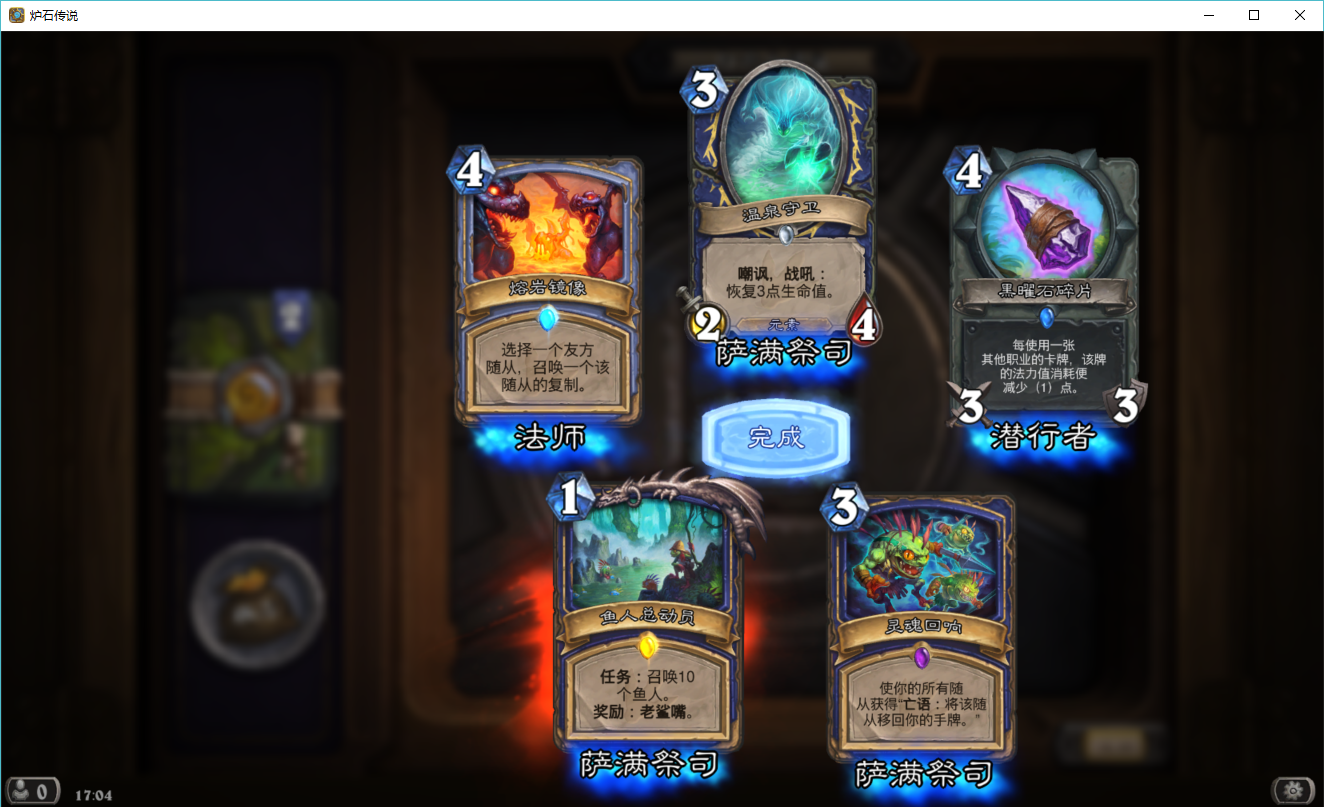 炉石传说
3
温泉守卫
嘲讽，战吼：
恢复3点生命值。
2
元素
4
萨满祭司
4
熔岩镜像
选择一个友方
随从，召唤一个该
随从的复制。
法师
4
黑曜石碎片
每使用一张
其他职业的卡牌，该牌
的法力值消耗便
减少（1）点。
3
3
潜行者
完成
1
鱼人总动员
任务：召唤10
个鱼人。
奖励：老鲨嘴。
萨满祭司
3
灵魂回响
使你的所有随
从获得“亡语：将该随
从移回你的手牌。”
萨满祭司
2
0
17:04